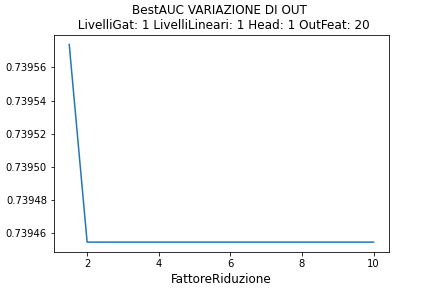 BestAUC VARIAZIONE DI OUT
LivelliGat: 1 LivelliLineari: 1 Head: 1 OutFeat: 20
0.73956
0.73954
0.73952
0.73950
0.73948
0.73946
2 4 6 8 10
FattoreRiduzione